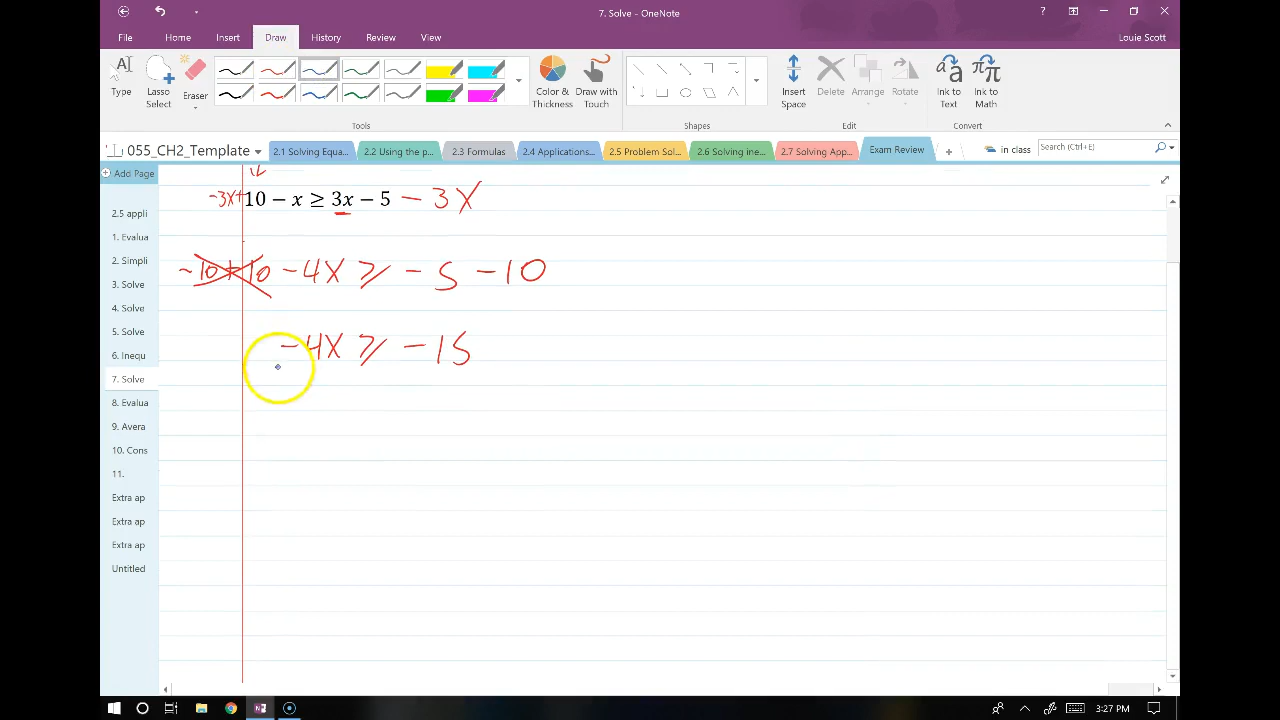 7. Solve - OneNote
?
File Home Insert Draw History Review View Louie Scott
Type Lasso Select Eraser Color & Thickness Draw with Touch Insert Space Delete Arrange Rotate Ink to Text Ink to Math
Tools Shapes Edit Convert
055_CH2_Template 2.1 Solving Equa... 2.2 Using the p... 2.3 Formulas 2.4 Applications... 2.5 Problem Sol... 2.6 Solving ine... 2.7 Solving App... Exam Review + in class Search (Ctrl+E)
Add Page
2.5 appli
1. Evalua
2. Simpli
3. Solve
4. Solve
5. Solve
6. Inequ
7. Solve
8. Evalua
9. Avera
10. Cons
11.
Extra ap
Extra ap
Extra ap
Untitled
-3x+10 − x ≥ 3x − 5 - 3X
-10+10 -4X ≥ -5 -10
-4X ≥ -15
3:27 PM